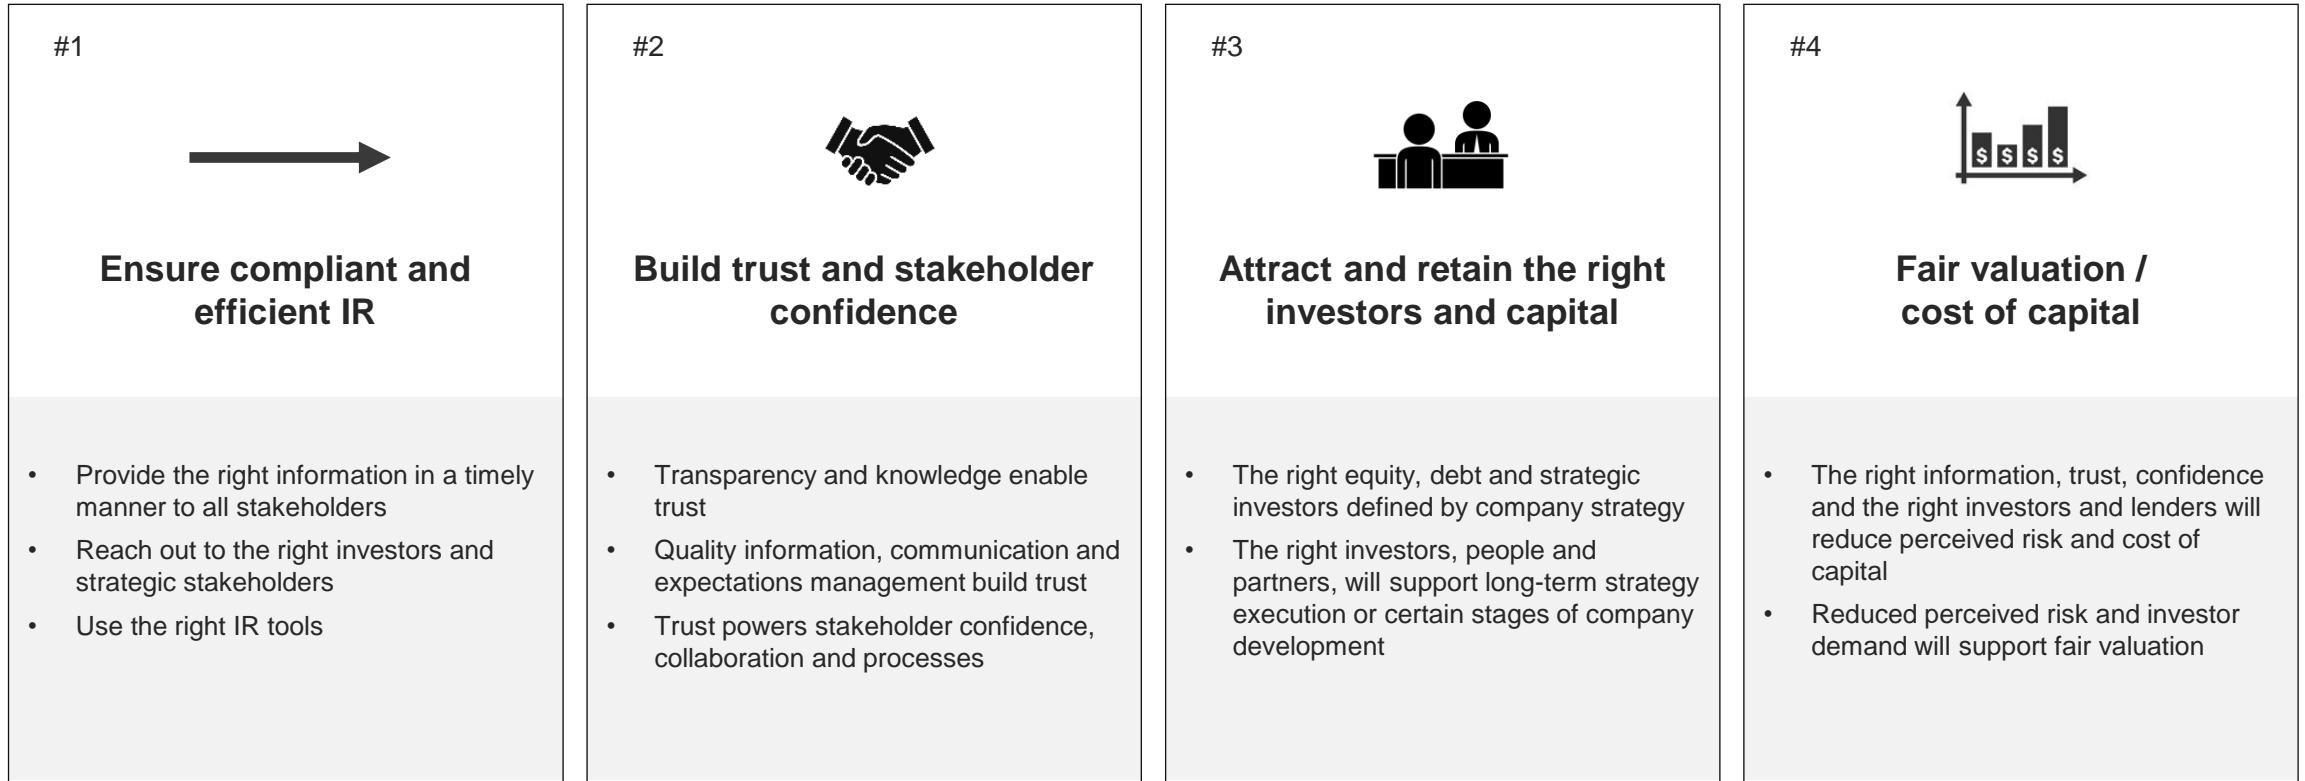 #1
Ensure compliant and
efficient IR
• Provide the right information in a timely
manner to all stakeholders
• Reach out to the right investors and
strategic stakeholders
• Use the right IR tools
#2
Build trust and stakeholder
confidence
• Transparency and knowledge enable
trust
• Quality information, communication and
expectations management build trust
• Trust powers stakeholder confidence,
collaboration and processes
#3
Attract and retain the right
investors and capital
• The right equity, debt and strategic
investors defined by company strategy
• The right investors, people and
partners, will support long-term strategy
execution or certain stages of company
development
#4
$ $ $ $
Fair valuation /
cost of capital
• The right information, trust, confidence
and the right investors and lenders will
reduce perceived risk and cost of
capital
• Reduced perceived risk and investor
demand will support fair valuation